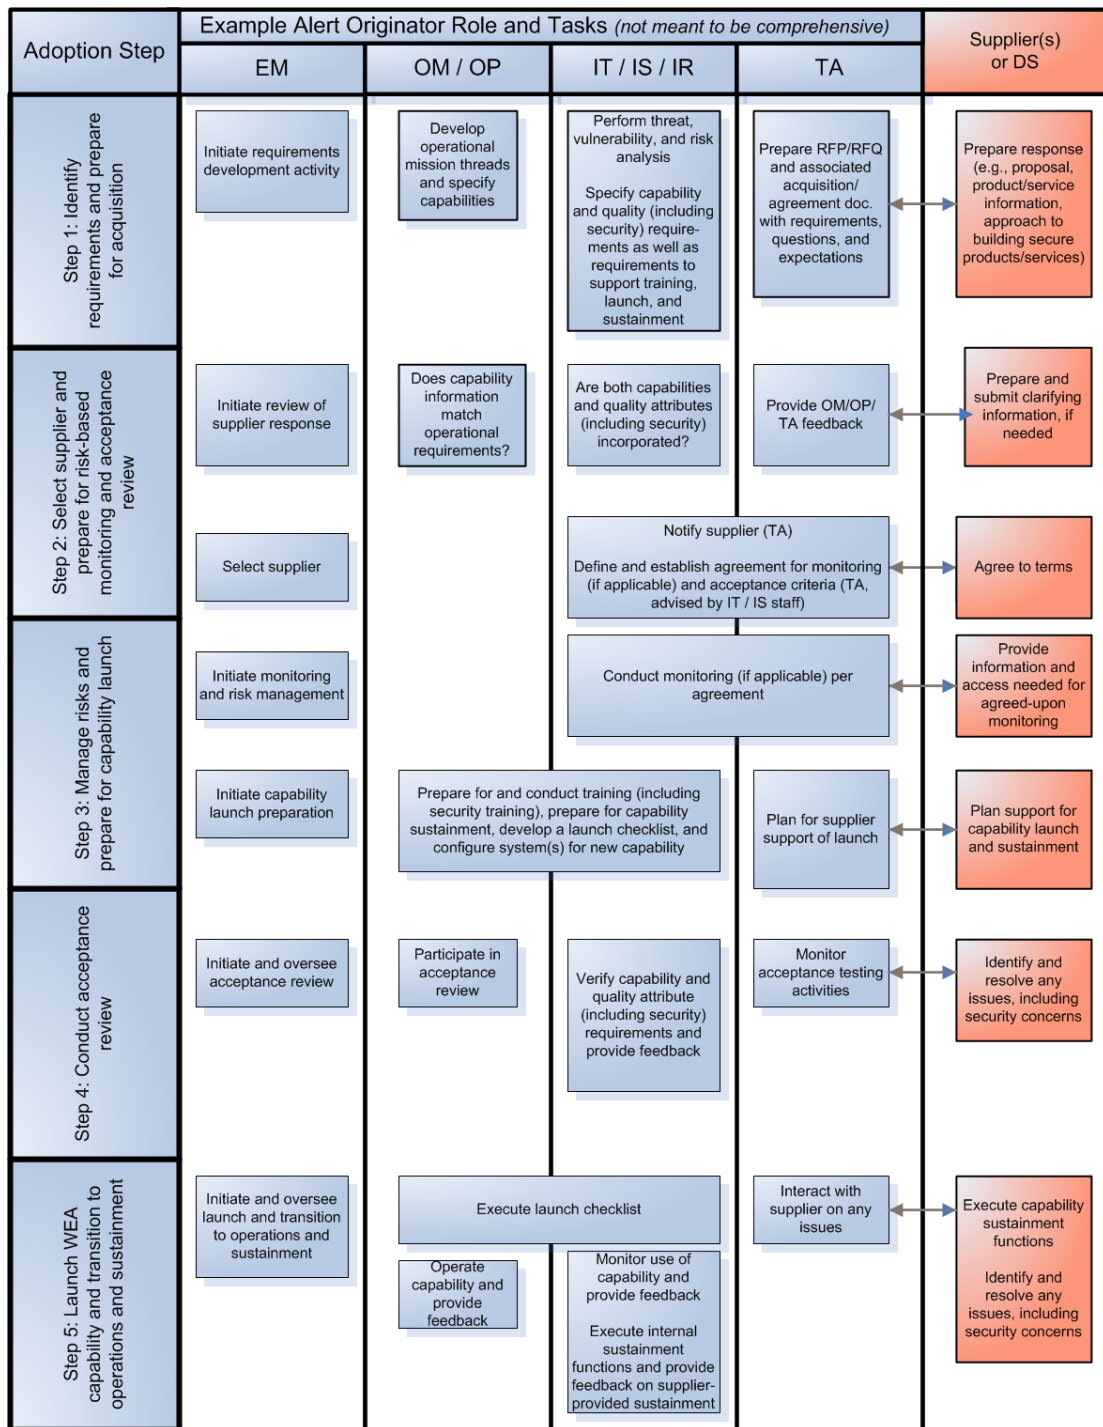 Adoption Step
Example Alert Originator Role and Tasks (not meant to be comprehensive)
Supplier(s)
or DS
EM
OM / OP
IT / IS / IR
TA
Step 1: Identify
requirements and prepare
for acquisition
Initiate requirements
development activity
Develop
operational
mission threads
and specify
capabilities
Perform threat,
vulnerability, and risk
analysis
Specify capability
and quality (including
security) require-
ments as well as
requirements to
support training,
launch, and
sustainment
Prepare RFP/RFQ
and associated
acquisition/
agreement doc.
with requirements,
questions, and
expectations
Prepare response
(e.g., proposal,
product/service
information,
approach to
building secure
products/services)
Step 2: Select supplier and
prepare for risk-based
monitoring and acceptance
review
Initiate review of
supplier response
Does capability
information
match
operational
requirements?
Are both capabilities
and quality attributes
(including security)
incorporated?
Provide OM/OP/
TA feedback
Prepare and
submit clarifying
information, if
needed
Select supplier
Notify supplier (TA)
Define and establish agreement for monitoring
(if applicable) and acceptance criteria (TA,
advised by IT / IS staff)
Agree to terms
Step 3: Manage risks and
prepare for capability launch
Initiate monitoring
and risk management
Conduct monitoring (if applicable) per
agreement
Provide
information and
access needed for
agreed-upon
monitoring
Initiate capability
launch preparation
Prepare for and conduct training (including
security training), prepare for capability
sustainment, develop a launch checklist, and
configure system(s) for new capability
Plan for supplier
support of launch
Plan support for
capability launch
and sustainment
Step 4: Conduct acceptance
review
Initiate and oversee
acceptance review
Participate in
acceptance
review
Verify capability and
quality attribute
(including security)
requirements and
provide feedback
Monitor
acceptance testing
activities
Identify and
resolve any
issues, including
security concerns
Step 5: Launch WEA
capability and transition to
operations and sustainment
Initiate and oversee
launch and transition
to operations and
sustainment
Execute launch checklist
Interact with
supplier on any
issues
Execute capability
sustainment
functions
Identify and
resolve any
issues, including
security concerns
Operate
capability and
provide
feedback
Monitor use of
capability and
provide feedback
Execute internal
sustainment
functions and provide
feedback on supplier-
provided sustainment